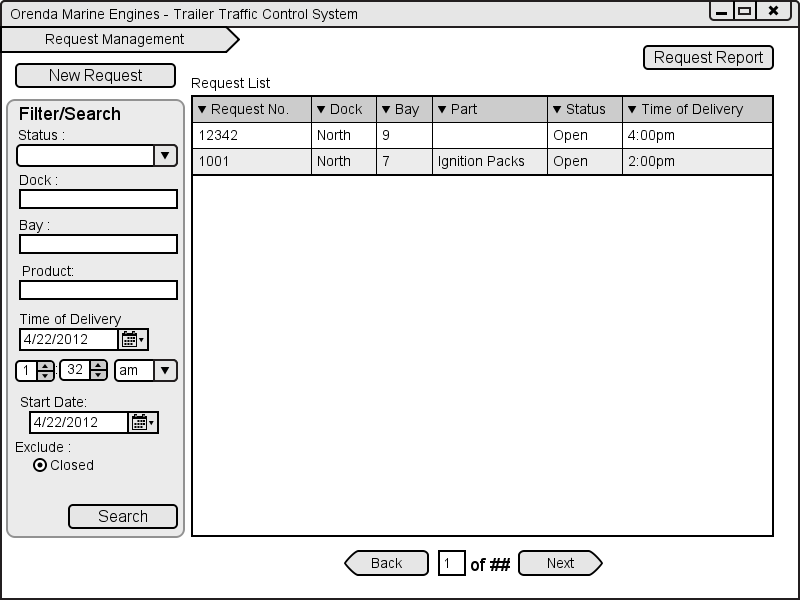 Orenda Marine Engines - Trailer Traffic Control System
Request Management
Request Report
New Request
Request List
Filter/Search
Status :
Dock :
Bay :
Product:
Time of Delivery
4/22/2012
1 : 32 am
Start Date:
4/22/2012
Exclude :
Closed
Search
Request No. Dock Bay Part Status Time of Delivery
12342 North 9 Open 4:00pm
1001 North 7 Ignition Packs Open 2:00pm
Back 1 of ## Next